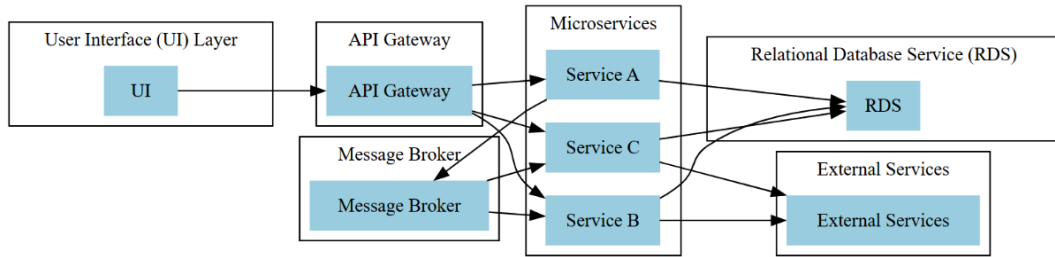 User Interface (UI) Layer
UI
API Gateway
API Gateway
Message Broker
Message Broker
Microservices
Service A
Service C
Service B
Relational Database Service (RDS)
RDS
External Services
External Services